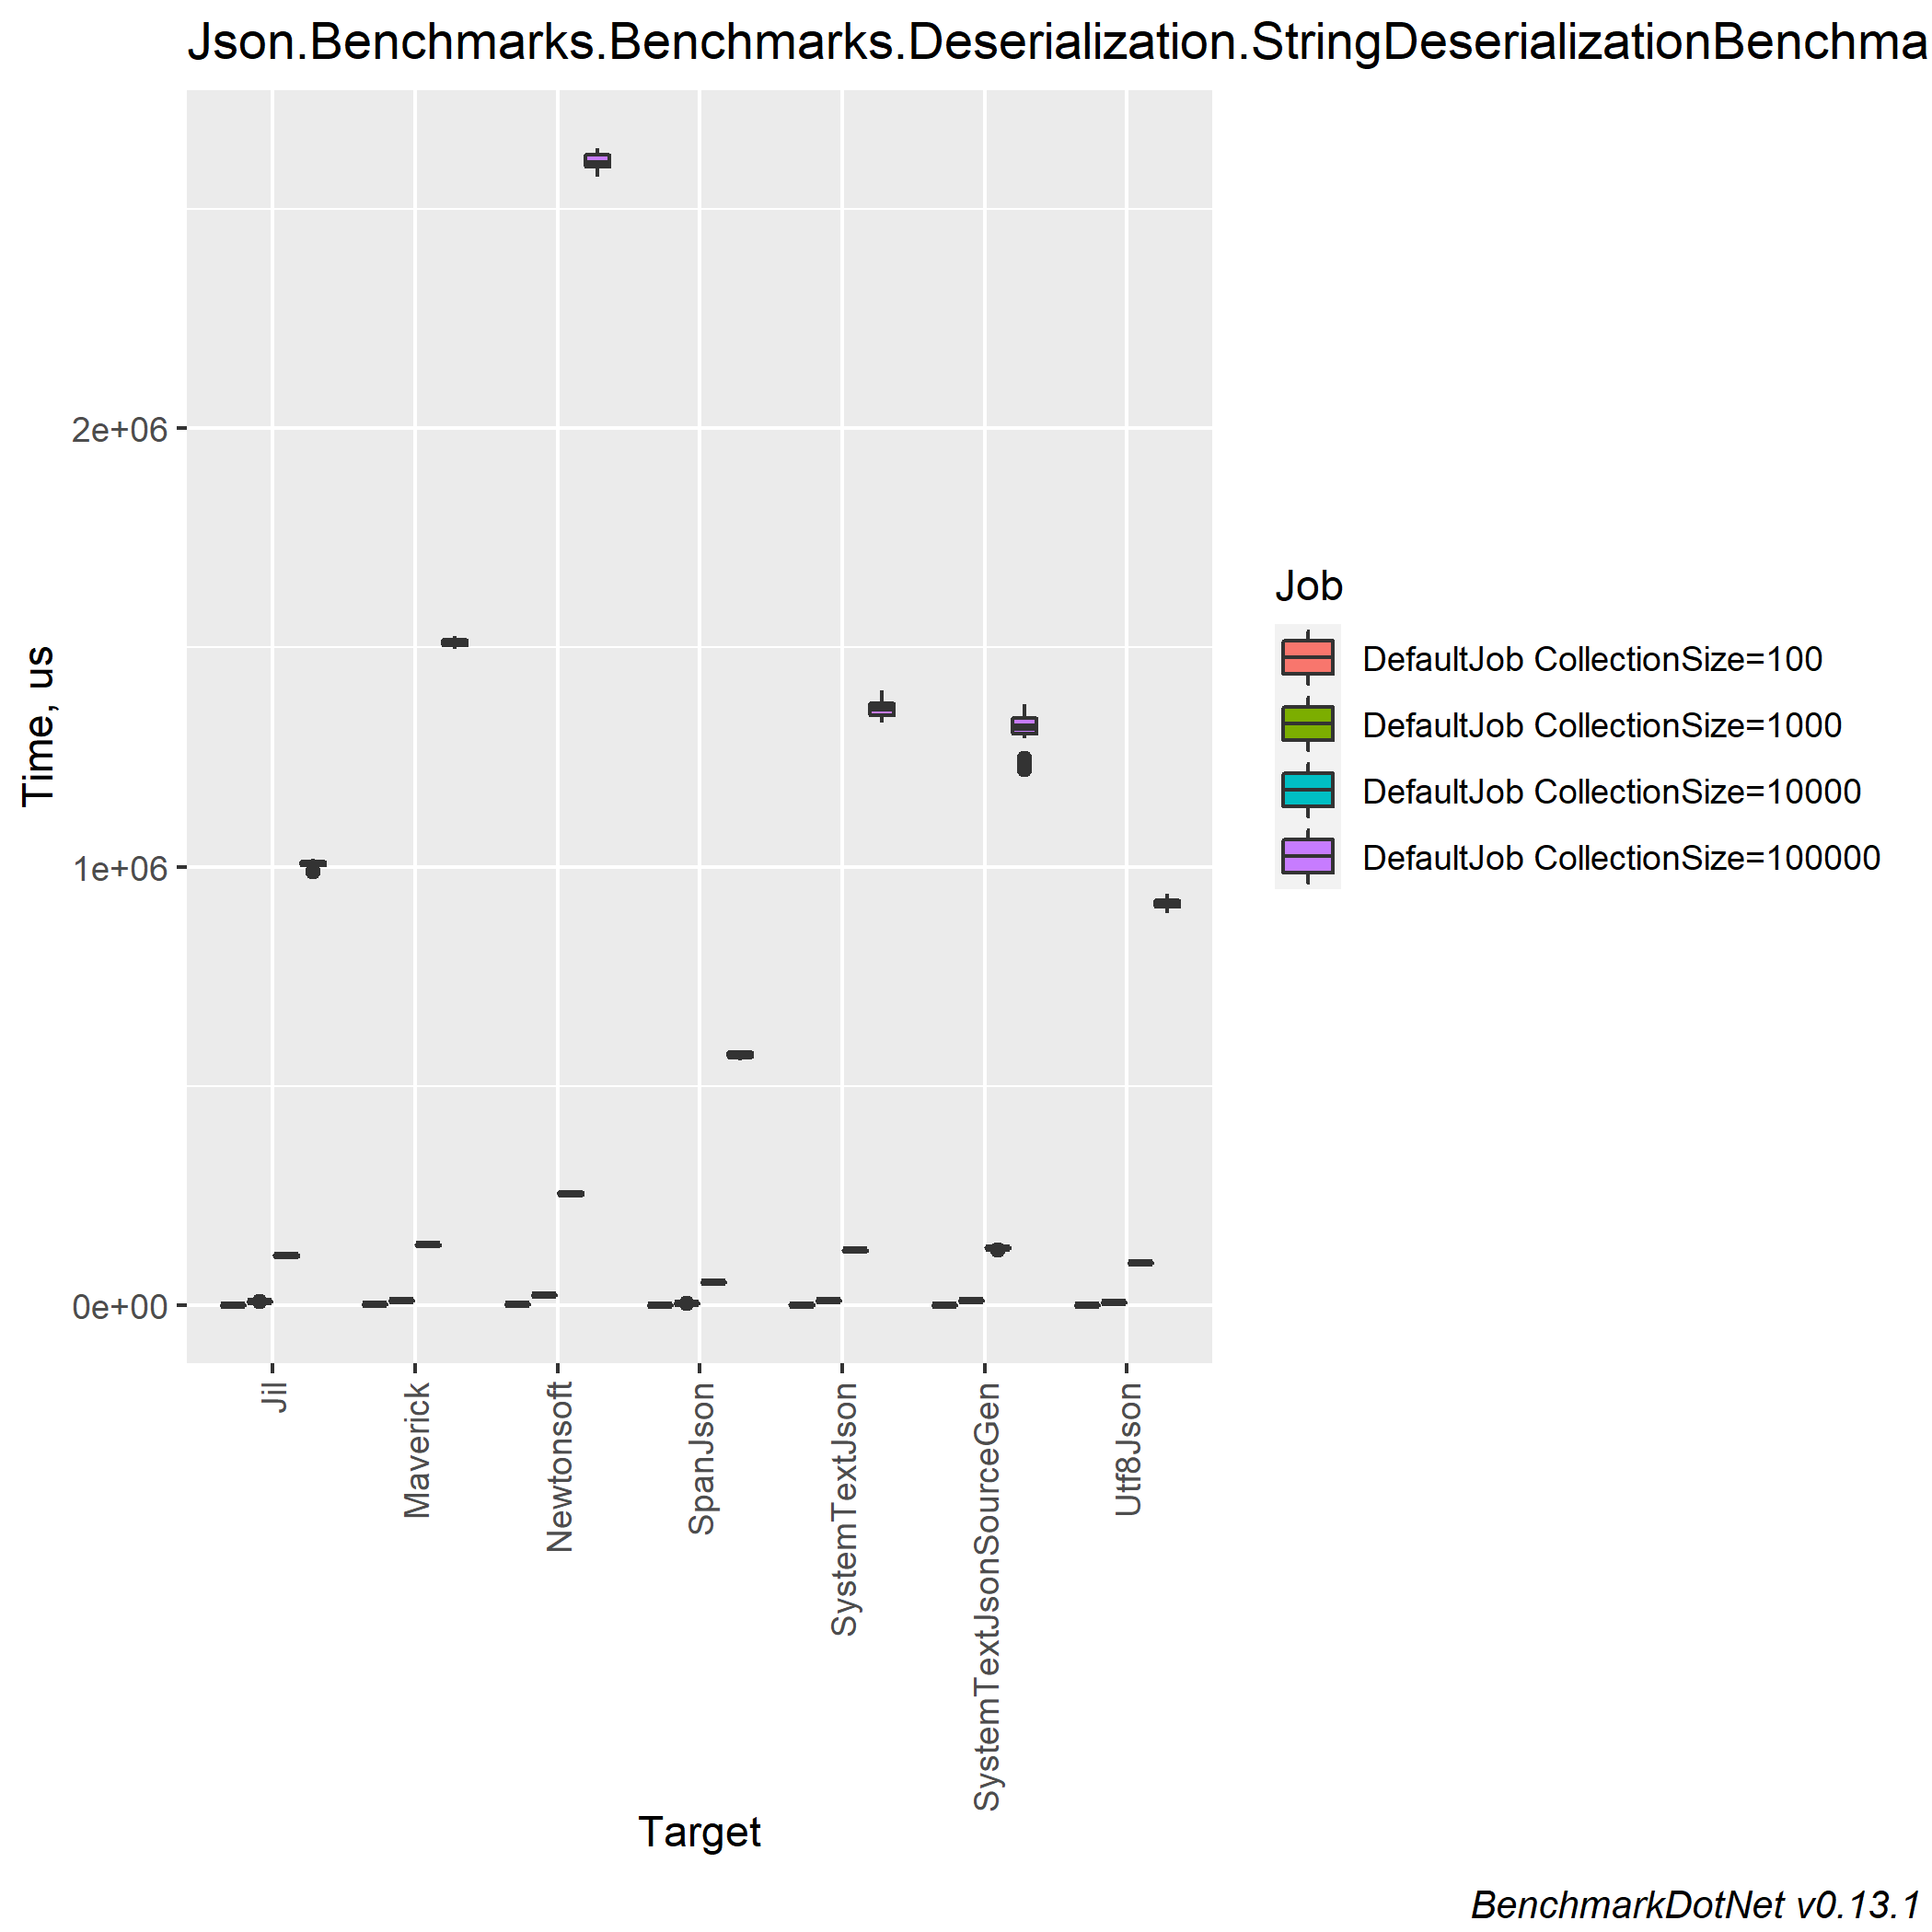 Json.Benchmarks.Benchmarks.Deserialization.StringDeserializationBenchma
Time, us
2e+06
1e+06
0e+00
Jil
Maverick
Newtonsoft
SpanJson
SystemTextJson
SystemTextJsonSourceGen
Utf8Json
Target
Job
DefaultJob CollectionSize=100
DefaultJob CollectionSize=1000
DefaultJob CollectionSize=10000
DefaultJob CollectionSize=100000
BenchmarkDotNet v0.13.1